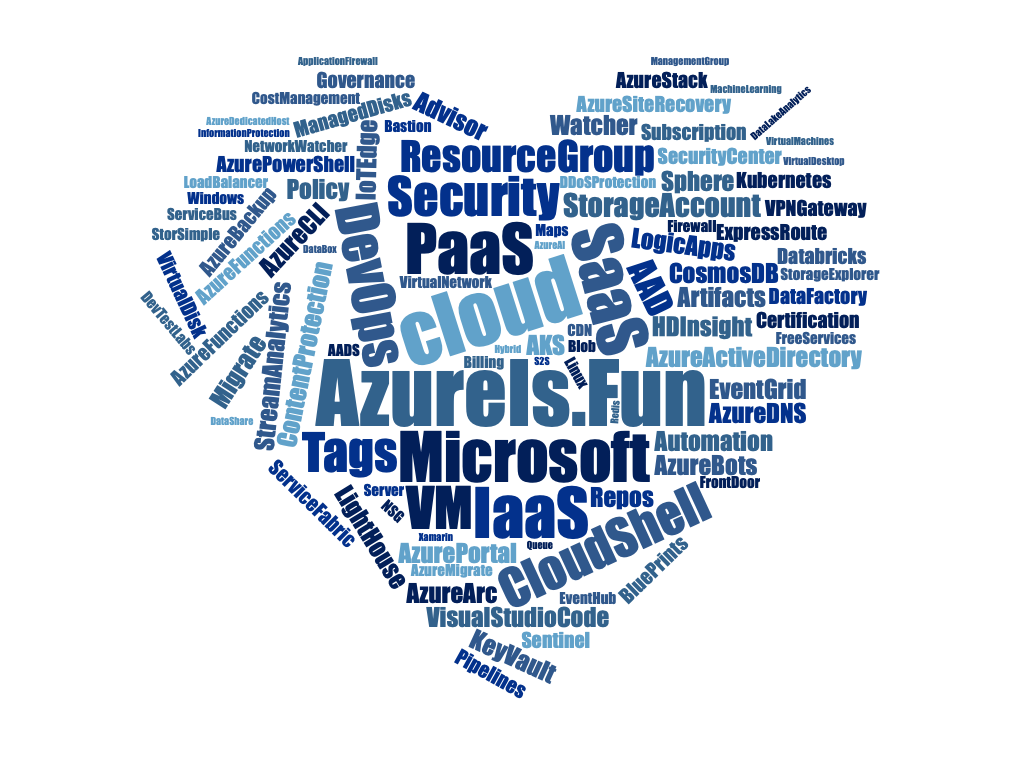 ApplicationFirewall
ManagementGroup
Governance
AzureStack
MachineLearning
CostManagement
ManagedDisks
Advisor
AzureSiteRecovery
DataLakeAnalytics
AzureDedicatedHost
InformationProtection
Bastion
Watcher
Subscription
VirtualMachines
NetworkWatcher
IoTEdge
ResourceGroup
SecurityCenter
VirtualDesktop
AzurePowerShell
LoadBalancer
Policy
Security
DDoSProtection
Sphere
Kubernetes
Windows
AzureBackup
StorageAccount
VPNGateway
ServiceBus
AzureFunctions
AzureCLI
DevOps
PaaS
Maps
AzureAI
SaaS
Firewall
ExpressRoute
StorSimple
DataBox
LogicApps
Databricks
VirtualDisk
VirtualNetwork
cloud
AAD
CosmosDB
StorageExplorer
DevTestLabs
AzureFunctions
StreamAnalytics
ContentProtection
Artifacts
DataFactory
Migrate
AADS
Hybrid
AKS
CDN
Blob
HDInsight
Certification
FreeServices
Billing
S2S
Linux
AzureActiveDirectory
AzureIs.Fun
Redis
EventGrid
DataShare
AzureDNS
Tags
Microsoft
Automation
AzureBots
ServiceFabric
LightHouse
Server
NSG
VM
IaaS
Repos
FrontDoor
Xamarin
Queue
CloudShell
AzurePortal
AzureMigrate
BluePrints
AzureArc
EventHub
VisualStudioCode
Sentinel
KeyVault
Pipelines